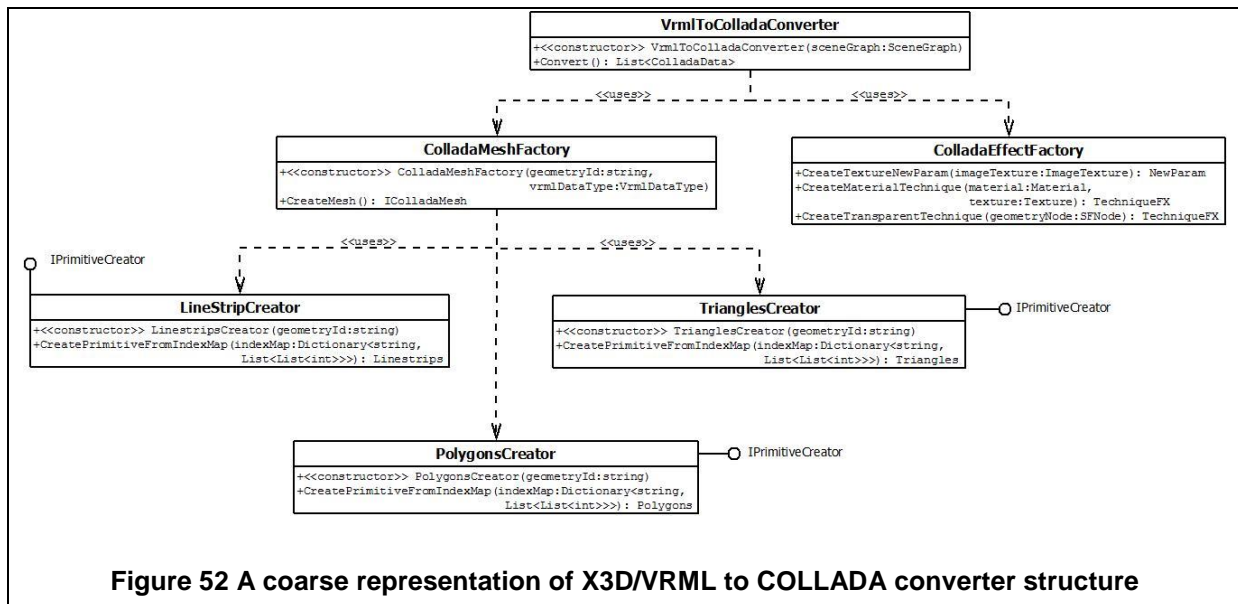 VrmlToColladaConverter
+<<constructor>> VrmlToColladaConverter(sceneGraph:SceneGraph)
+Convert(): List<ColladaData>
<<uses>>
<<uses>>
ColladaMeshFactory
+<<constructor>> ColladaMeshFactory(geometryId:string,
vrmlDataType:VrmlDataType)
+CreateMesh(): IColladaMesh
ColladaEffectFactory
+CreateTextureNewParam(imageTexture:ImageTexture): NewParam
+CreateMaterialTechnique(material:Material,
texture:Texture): TechniqueFX
+CreateTransparentTechnique(geometryNode:SFNode): TechniqueFX
<<uses>>
<<uses>>
IPrimitiveCreator
LineStripCreator
+<<constructor>> LinestripsCreator(geometryId:string)
+CreatePrimitiveFromIndexMap(indexMap:Dictionary<string,
List<List<int>>>): Linestrips
TrianglesCreator
+<<constructor>> TrianglesCreator(geometryId:string)
+CreatePrimitiveFromIndexMap(indexMap:Dictionary<string,
List<List<int>>>): Triangles
IPrimitiveCreator
PolygonsCreator
+<<constructor>> PolygonsCreator(geometryId:string)
+CreatePrimitiveFromIndexMap(indexMap:Dictionary<string,
List<List<int>>>): Polygons
IPrimitiveCreator
Figure 52 A coarse representation of X3D/VRML to COLLADA converter structure